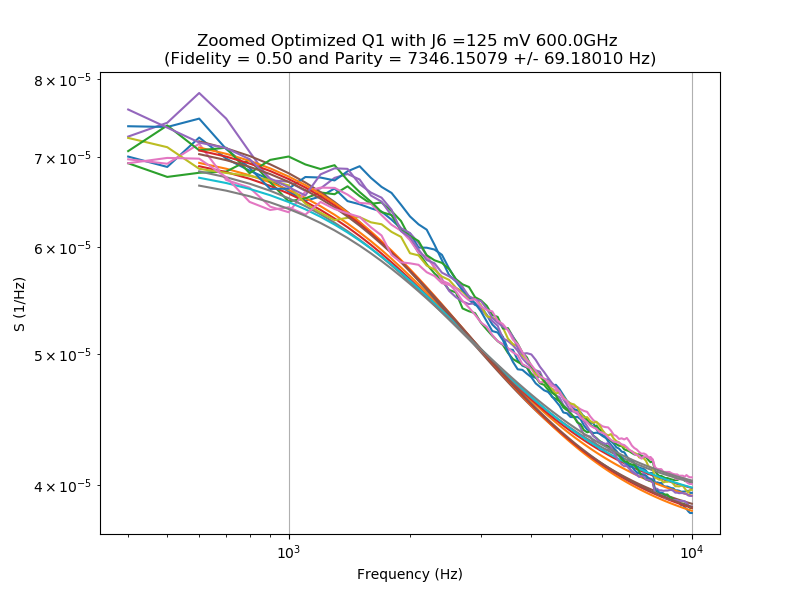 Zoomed Optimized Q1 with J6 =125 mV 600.0GHz
(Fidelity = 0.50 and Parity = 7346.15079 +/- 69.18010 Hz)
8 × 10⁻⁵
7 × 10⁻⁵
6 × 10⁻⁵
5 × 10⁻⁵
4 × 10⁻⁵
S (1/Hz)
10³ 10⁴
Frequency (Hz)